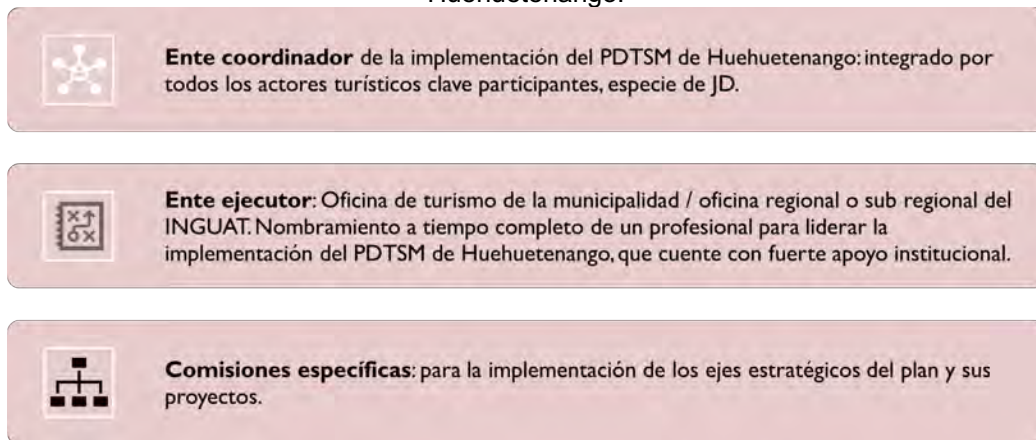 Huehuetenango.
Ente coordinador de la implementación del PDTSM de Huehuetenango: integrado por
todos los actores turísticos clave participantes, especie de JD.
Ente ejecutor: Oficina de turismo de la municipalidad / oficina regional o sub regional del
INGUAT. Nombramiento a tiempo completo de un profesional para liderar la
implementación del PDTSM de Huehuetenango, que cuente con fuerte apoyo institucional.
Comisiones específicas: para la implementación de los ejes estratégicos del plan y sus
proyectos.